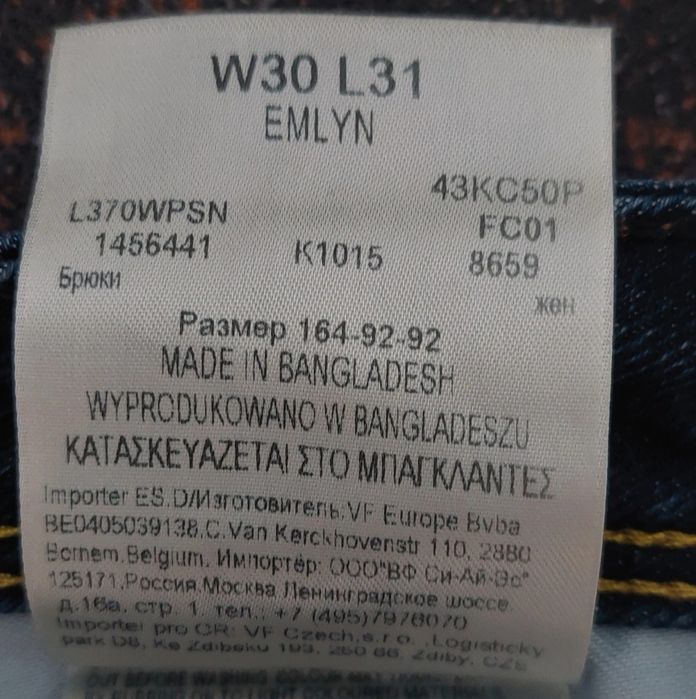 W30 L31
EMLYN
43KC50P
L370WPSN FC01
1456441 K1015 8659
Брюки жен
Размер 164-92-92
MADE IN BANGLADESH
WYPRODUKOWANO W BANGLADESZU
ΚΑΤΑΣΚΕΥΑΖΕΤΑΙ ΣΤΟ ΜΠΑΓΚΛΑΝΤΕΣ
Importer ES.D/Изготовитель:VF Europe Bvba
BE0405039138.C.Van Kerckhovenstr 110, 2880
Bornem.Belgium. Импортёр: ООО"ВФ Си-Ай-Эс"
125171,Россия,Москва Ленинградское шоссе
д.16а, стр. 1, тел.: +7 (495)7976070
Importer pro CR: VF Czech,s.r.o. ,Logisticky
park D8, Ke Zdibsku 193, 250 66, Zdiby, CZE